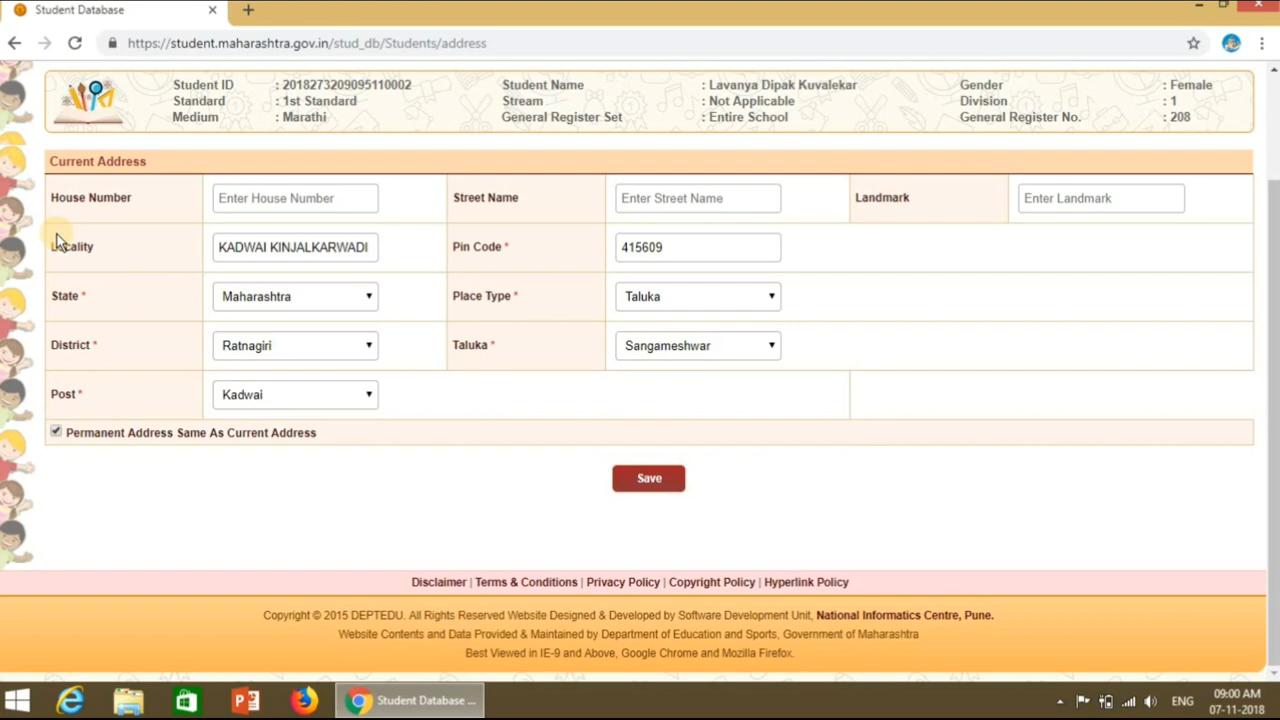 Student Database
https://student.maharashtra.gov.in/stud_db/Students/address
Student ID : 2018273209095110002 Student Name : Lavanya Dipak Kuvalekar Gender : Female
Standard : 1st Standard Stream : Not Applicable Division : 1
Medium : Marathi General Register Set : Entire School General Register No. : 208
Current Address
House Number Enter House Number Street Name Enter Street Name Landmark Enter Landmark
Locality KADWAI KINJALKARWADI Pin Code * 415609
State * Maharashtra Place Type * Taluka
District * Ratnagiri Taluka * Sangameshwar
Post * Kadwai
Permanent Address Same As Current Address
Save
Disclaimer | Terms & Conditions | Privacy Policy | Copyright Policy | Hyperlink Policy
Copyright © 2015 DEPTEDU. All Rights Reserved Website Designed & Developed by Software Development Unit, National Informatics Centre, Pune.
Website Contents and Data Provided & Maintained by Department of Education and Sports, Government of Maharashtra
Best Viewed in IE-9 and Above, Google Chrome and Mozilla Firefox.
Student Database ... ENG 09:00 AM
07-11-2018